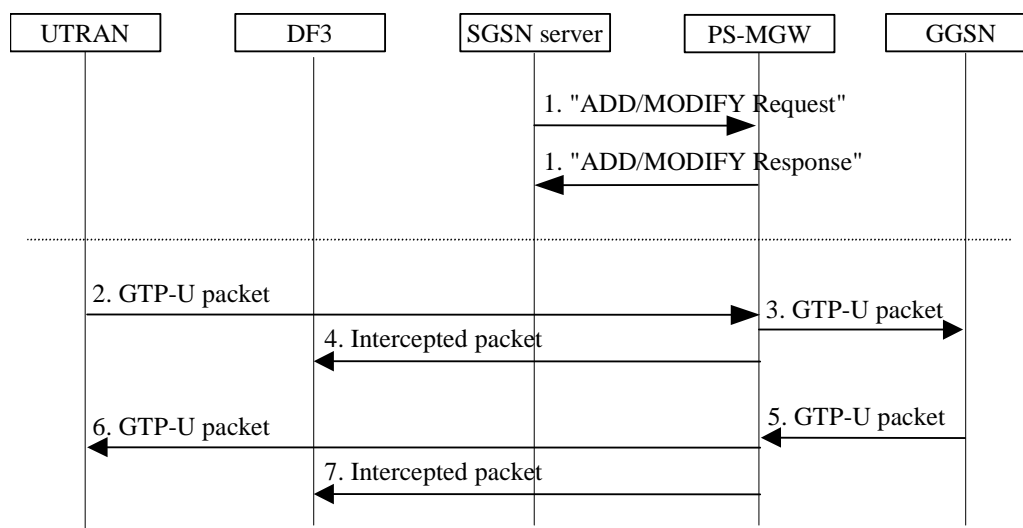 UTRAN
DF3
SGSN server
PS-MGW
GGSN
1. "ADD/MODIFY Request"
1. "ADD/MODIFY Response"
2. GTP-U packet
3. GTP-U packet
4. Intercepted packet
5. GTP-U packet
6. GTP-U packet
7. Intercepted packet